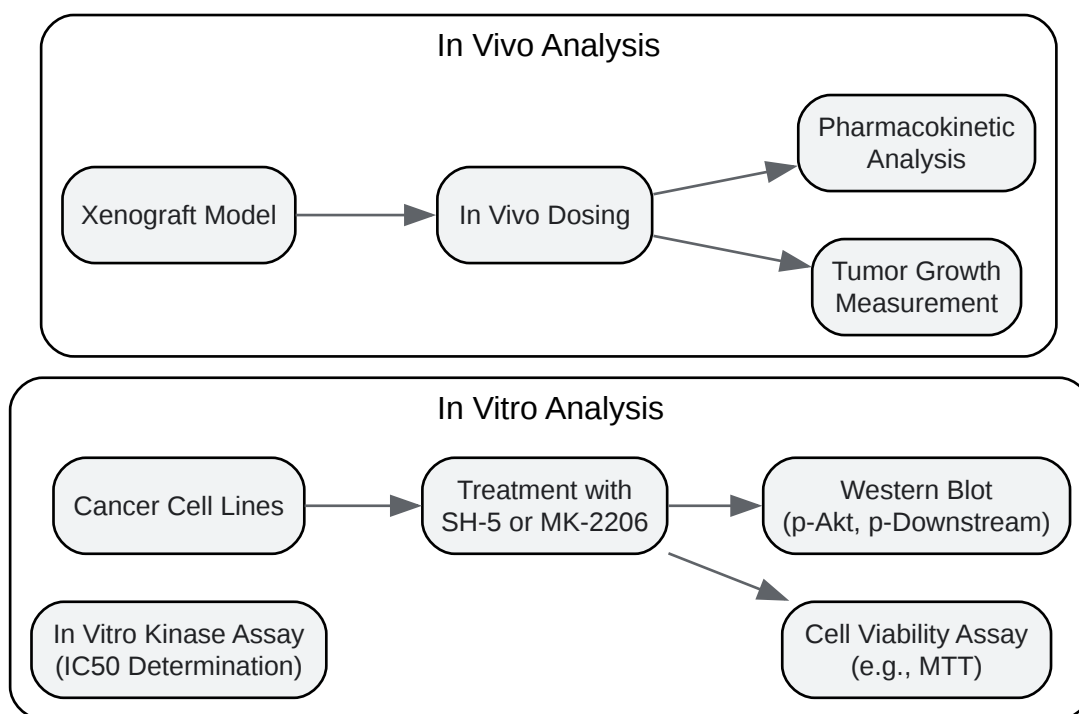 In Vivo Analysis
Xenograft Model
In Vivo Dosing
Pharmacokinetic
Analysis
Tumor Growth
Measurement
In Vitro Analysis
Cancer Cell Lines
Treatment with
SH-5 or MK-2206
Western Blot
(p-Akt, p-Downstream)
In Vitro Kinase Assay
(IC50 Determination)
Cell Viability Assay
(e.g., MTT)